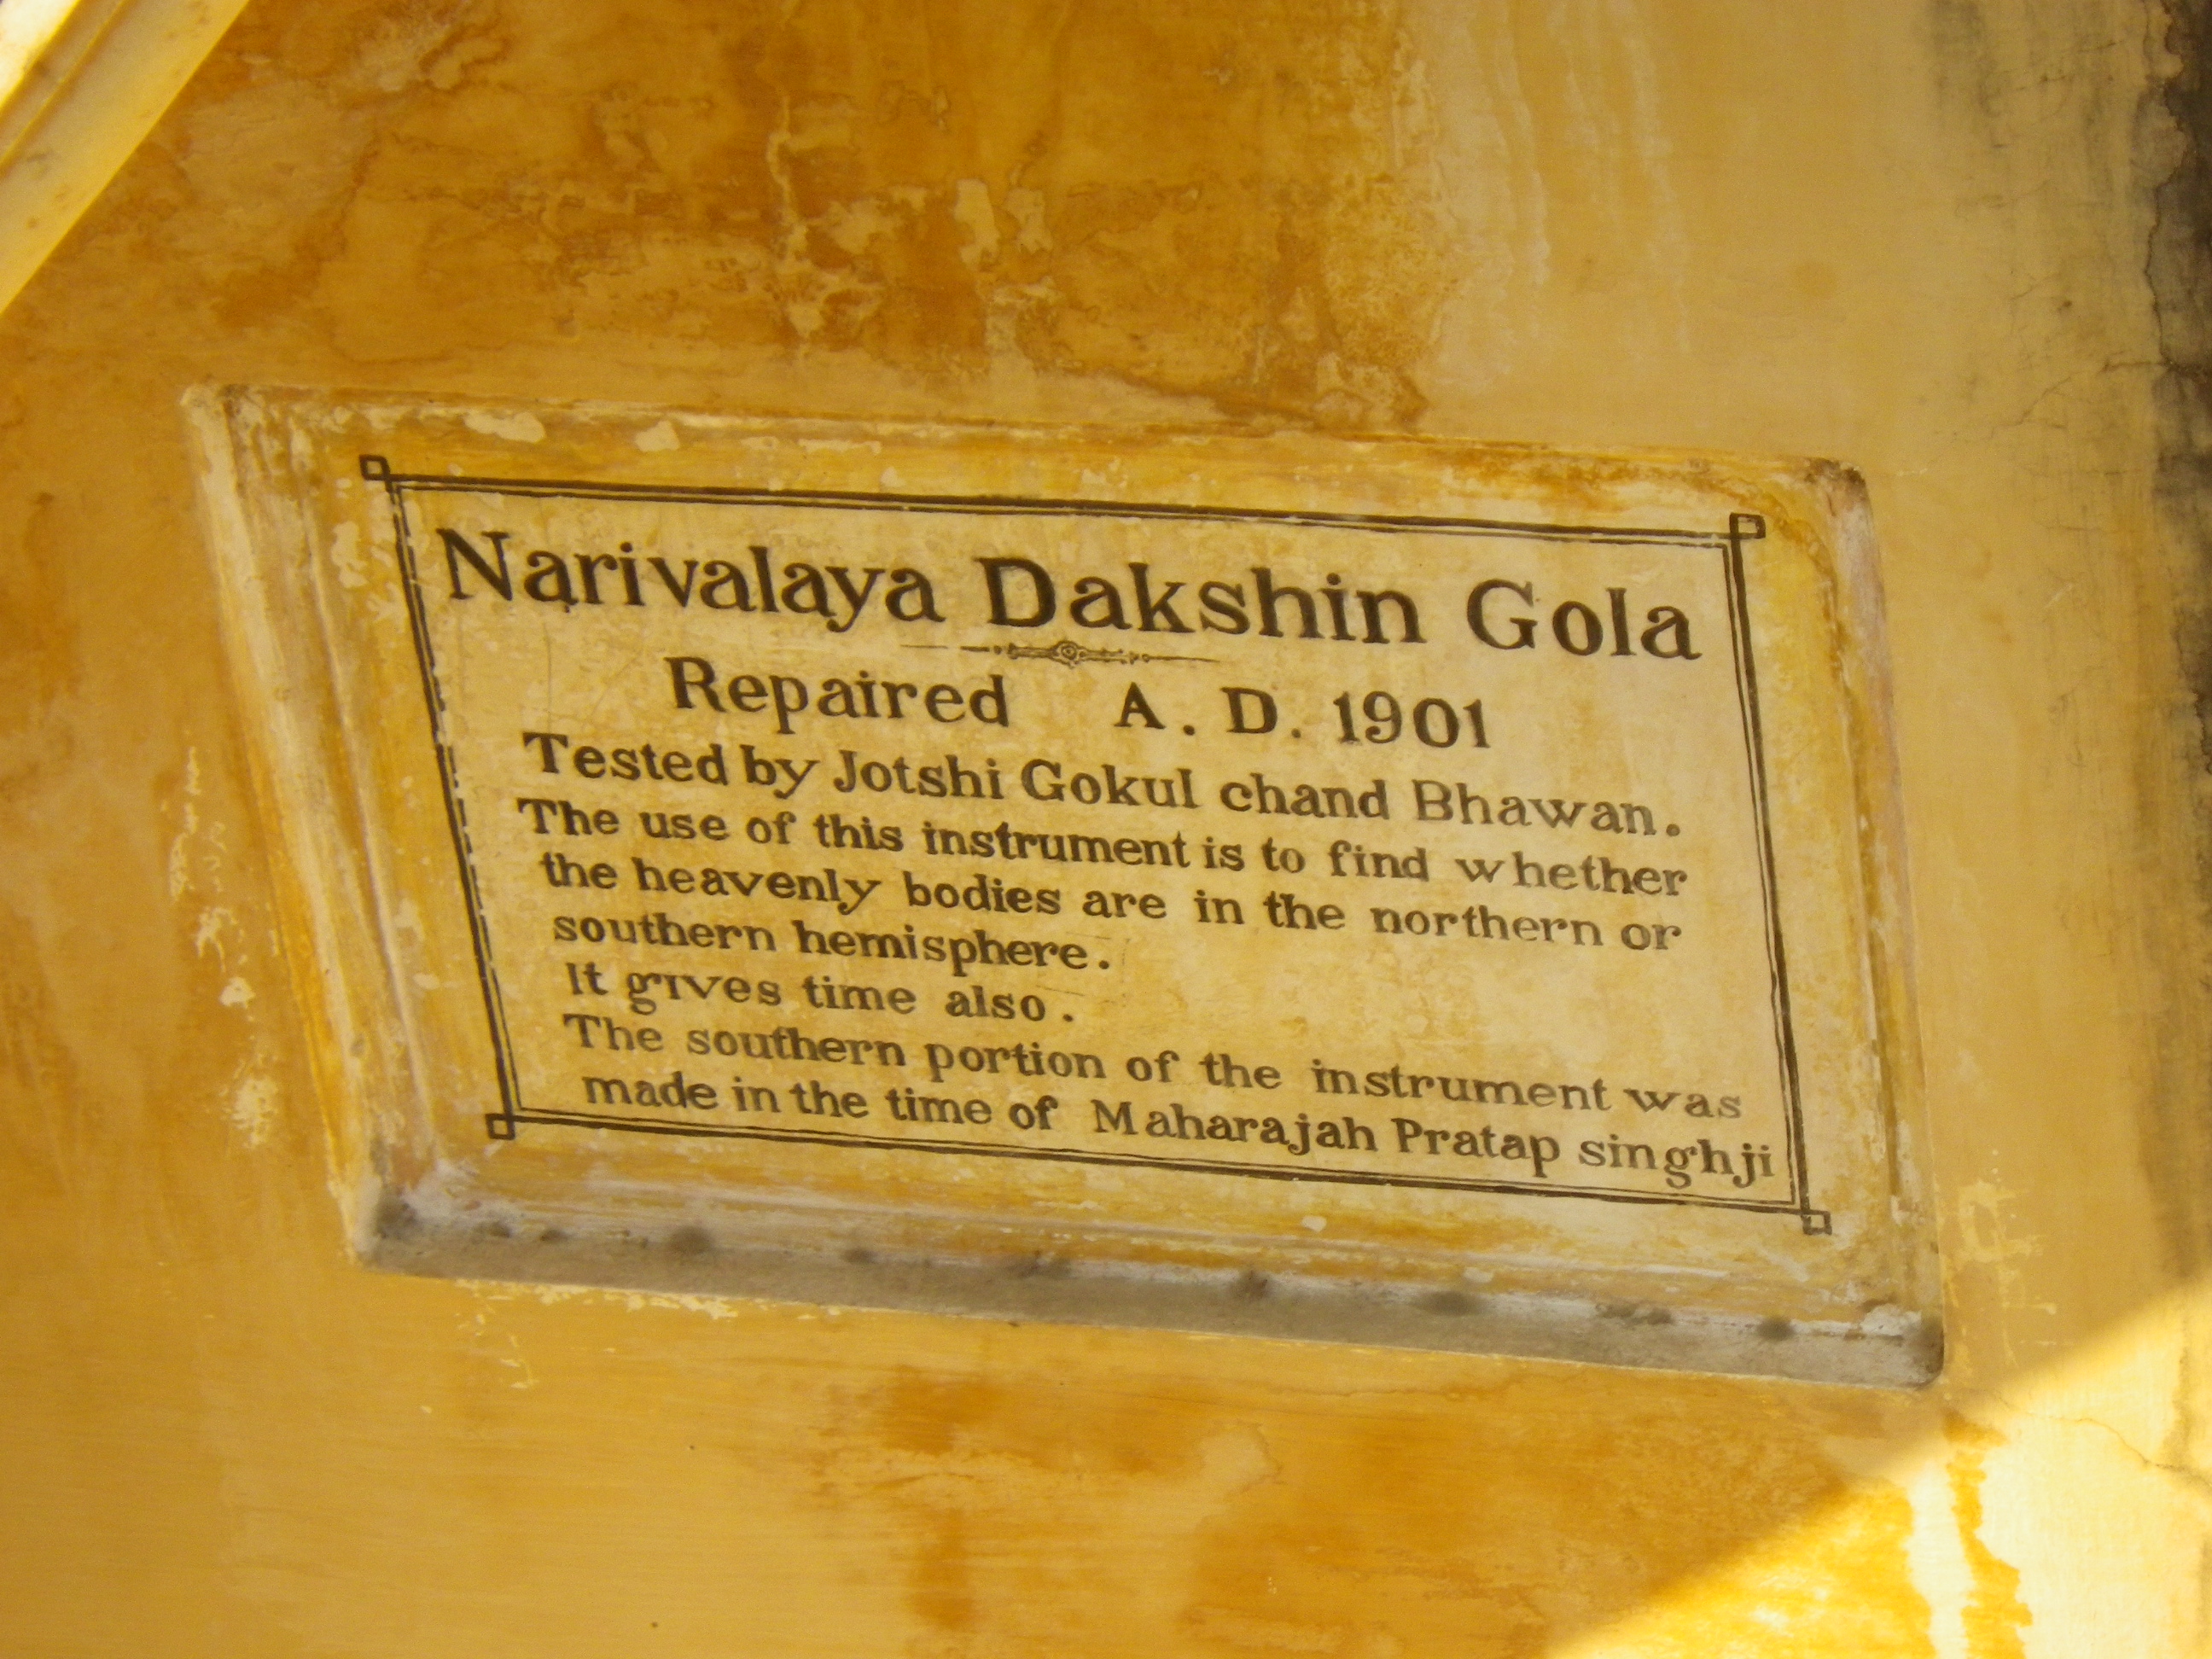 Narivalaya Dakshin Gola
Repaired A. D. 1901
Tested by Jotshi Gokul chand Bhawan.
The use of this instrument is to find whether
the heavenly bodies are in the northern or
southern hemisphere.
It gives time also.
The southern portion of the instrument was
made in the time of Maharajah Pratap singhji